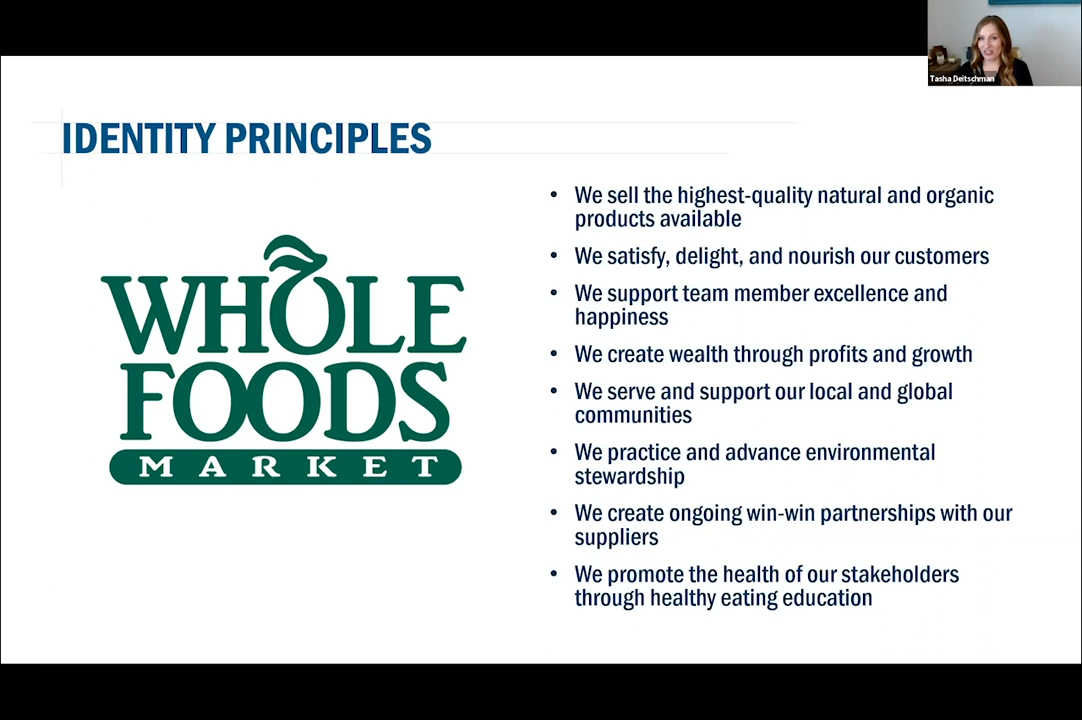 Tasha Deitschman
IDENTITY PRINCIPLES
WHOLE
FOODS
MARKET
• We sell the highest-quality natural and organic
products available
• We satisfy, delight, and nourish our customers
• We support team member excellence and
happiness
• We create wealth through profits and growth
• We serve and support our local and global
communities
• We practice and advance environmental
stewardship
• We create ongoing win-win partnerships with our
suppliers
• We promote the health of our stakeholders
through healthy eating education